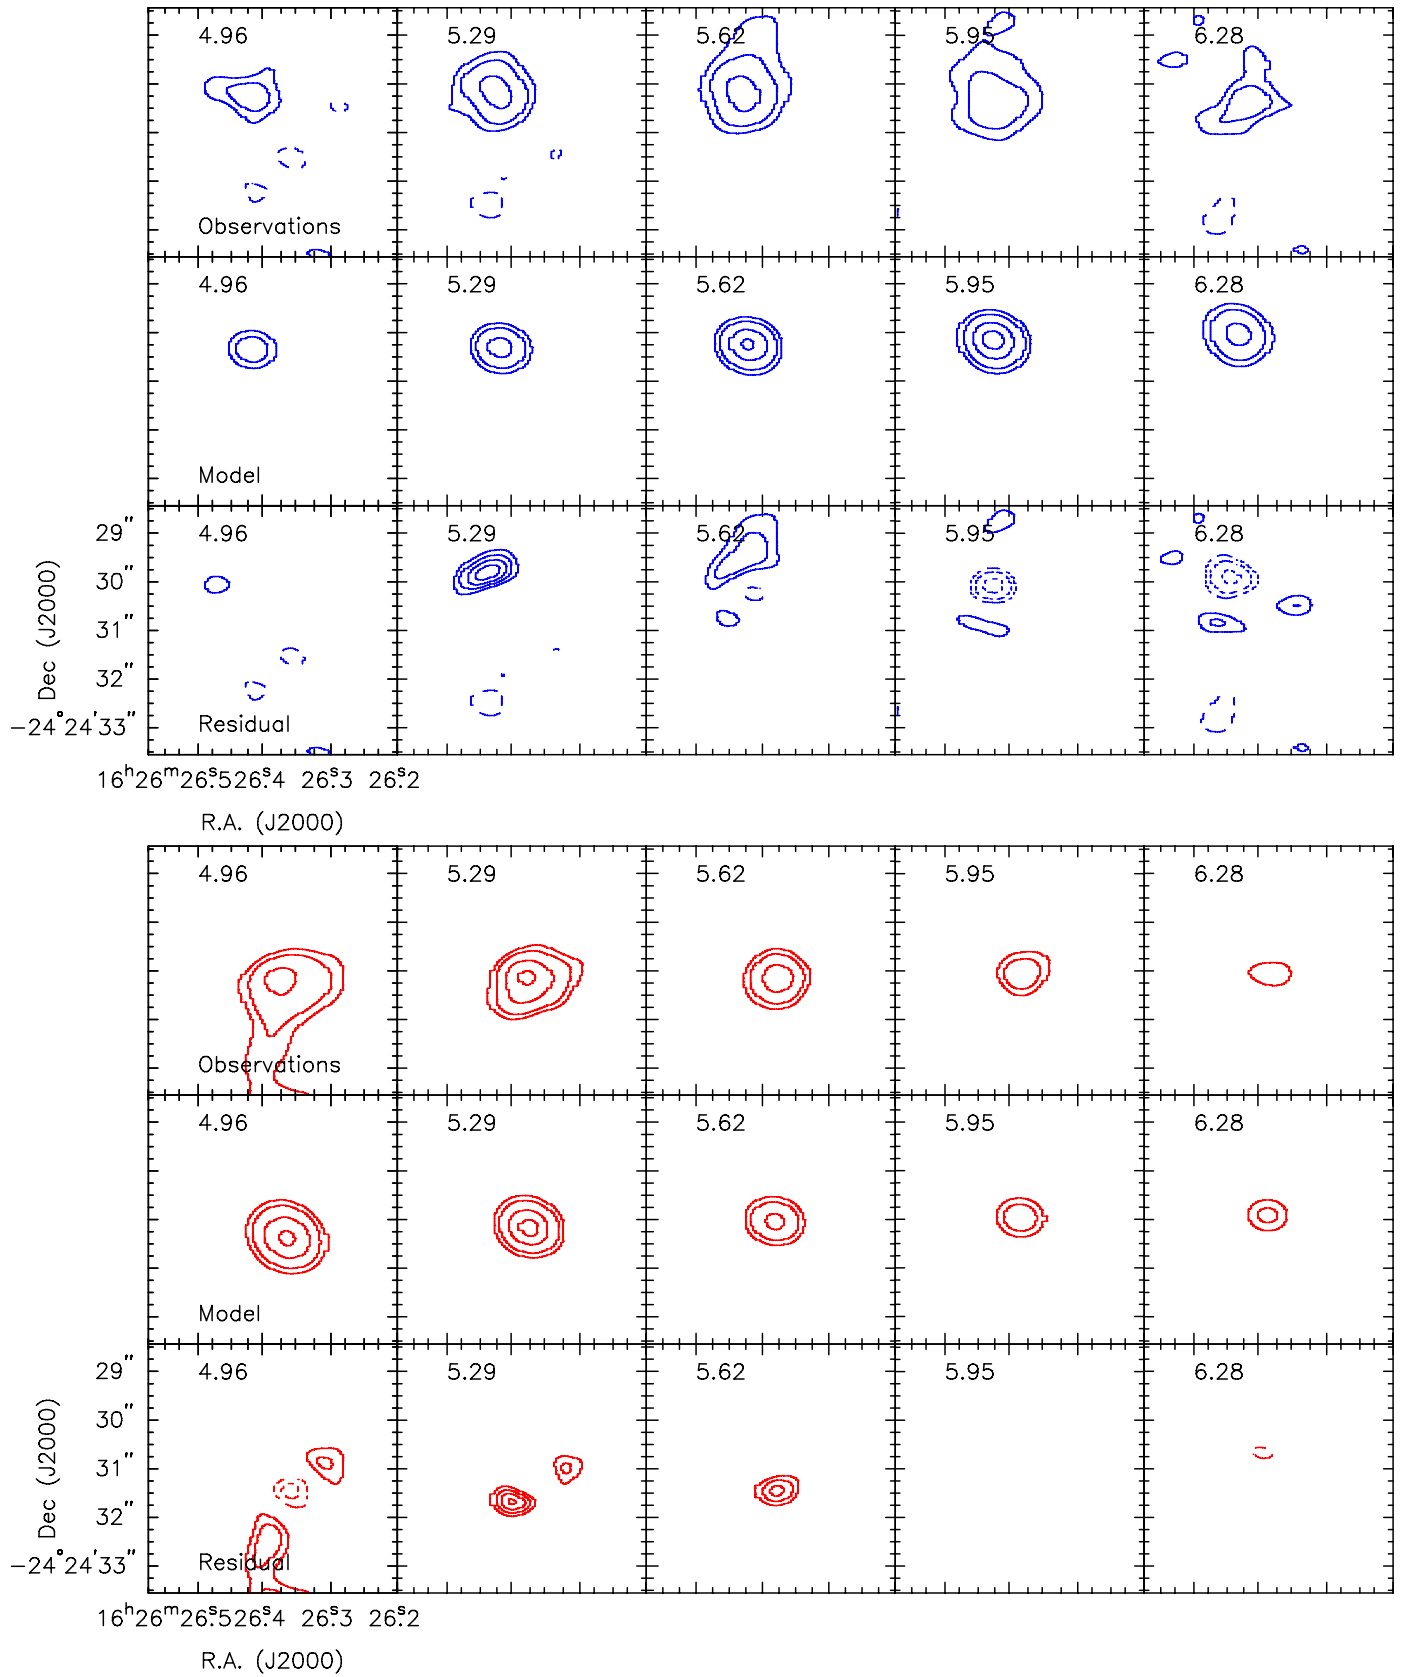 4.96 5.29 5.62 5.95 6.28
Observations
4.96 5.29 5.62 5.95 6.28
Model
4.96 5.29 5.62 5.95 6.28
29″
30″
31″
32″
−24°24′33″
Dec (J2000)
Residual
16ʰ26ᵐ26ˢ.5 26ˢ.4 26ˢ.3 26ˢ.2
R.A. (J2000)
4.96 5.29 5.62 5.95 6.28
Observations
4.96 5.29 5.62 5.95 6.28
Model
4.96 5.29 5.62 5.95 6.28
29″
30″
31″
32″
−24°24′33″
Dec (J2000)
Residual
16ʰ26ᵐ26ˢ.5 26ˢ.4 26ˢ.3 26ˢ.2
R.A. (J2000)